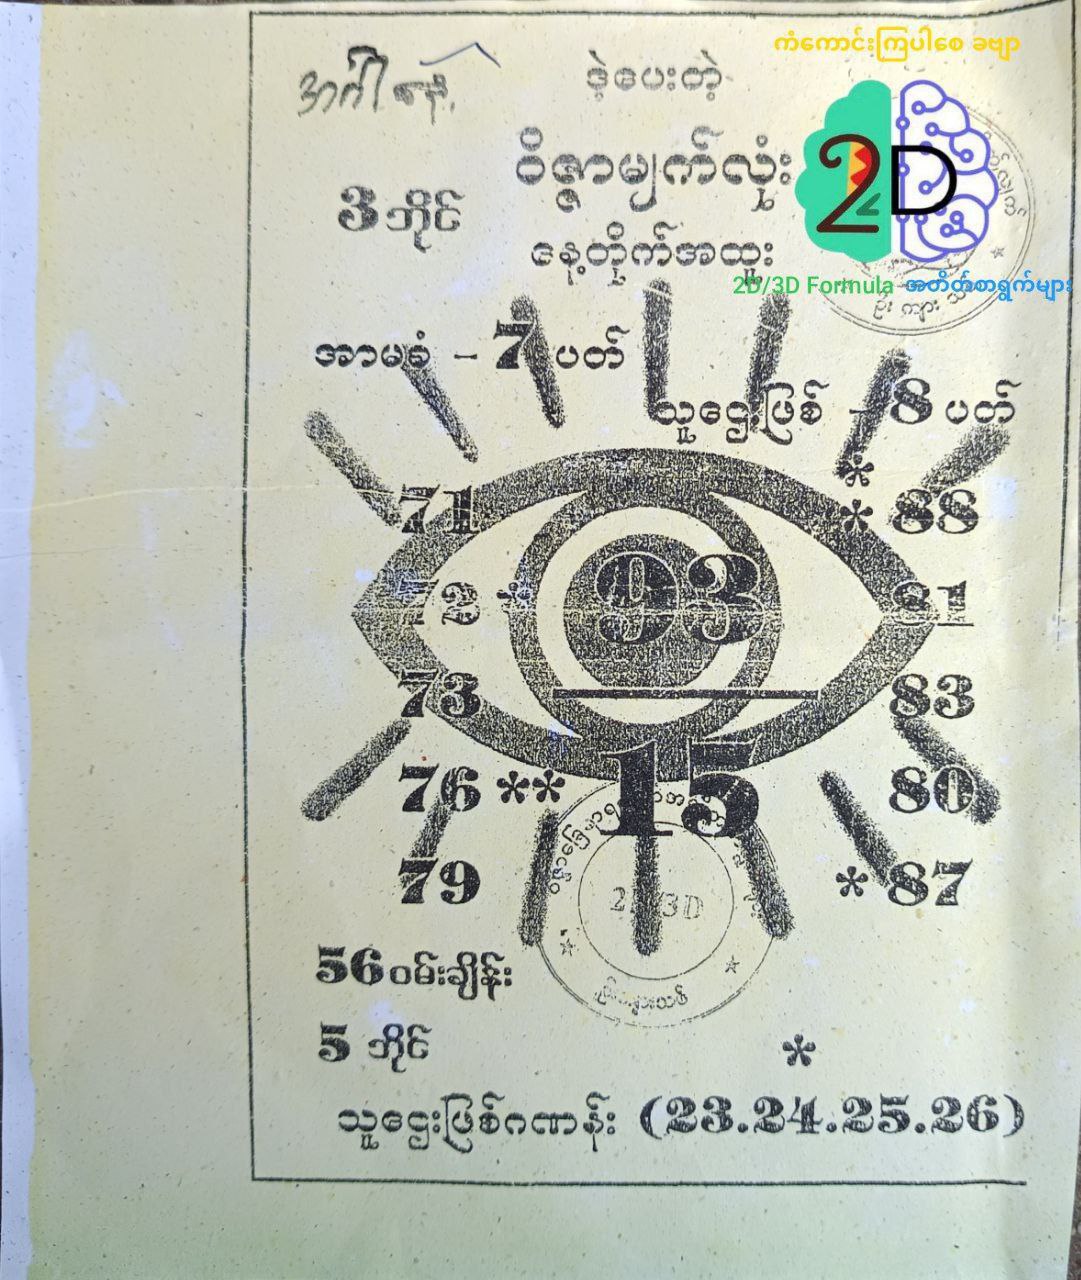 ကံကောင်းကြပါစေ ခဗျာ
အင်္ဂါနေ့
ဒဲ့ပေးတဲ့
ဝိဇ္ဇာမျက်လုံး
2D
3 ဘိုင်
နေ့တိုက်အထူး
2D/3D Formula အတိတ်စာရွက်များ
အာမခံ - 7 ပတ်
သူဌေးဖြစ် - 8 ပတ်
*
71 * 88
72 * 93 81
73 83
76 ** 15 80
79 * 87
2D/3D
56 ဝမ်းချိန်း
5 ဘိုင်
*
သူဌေးဖြစ်ဂဏန်း (23.24.25.26)